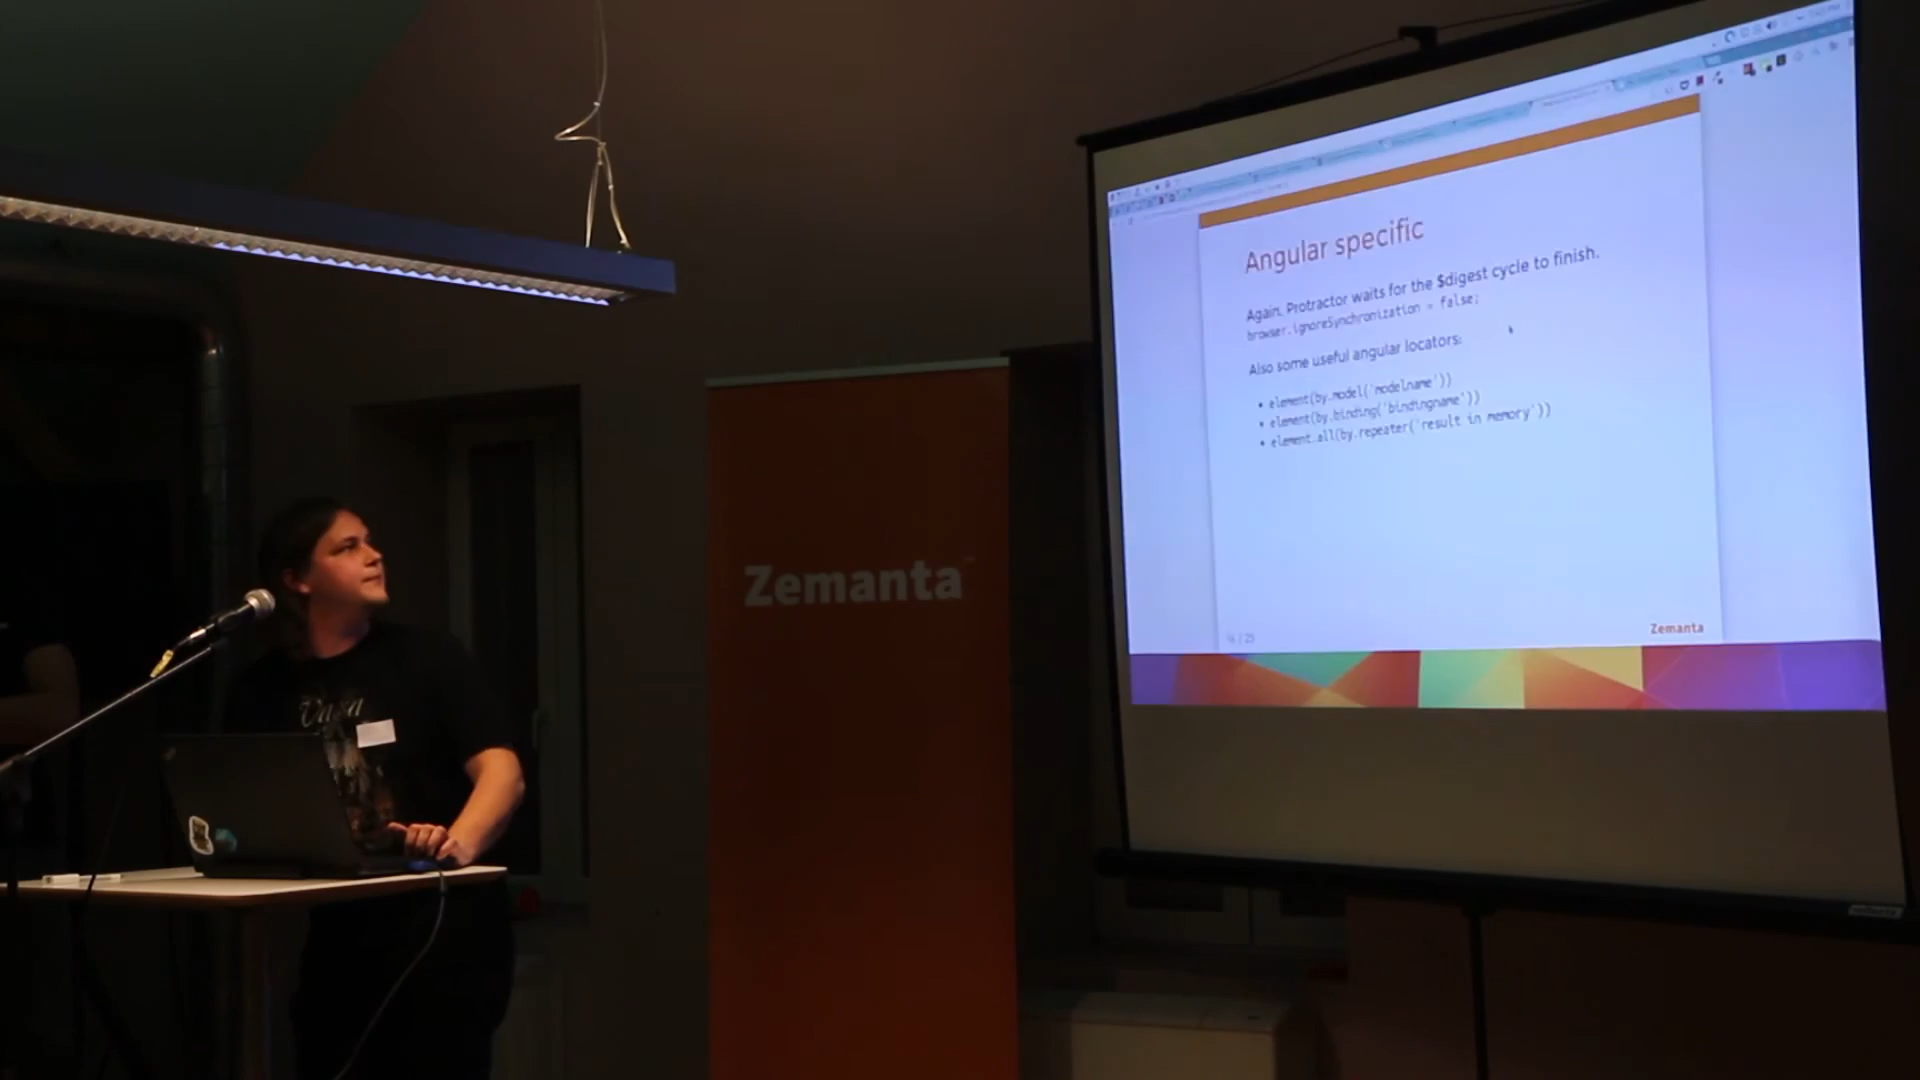 Angular specific
Again. Protractor waits for the $digest cycle to finish.
browser.ignoreSynchronization = false;
Also some useful angular locators:
• element(by.model('modelname'))
• element(by.binding('bindingname'))
• element.all(by.repeater('result in memory'))
Zemanta
Zemanta